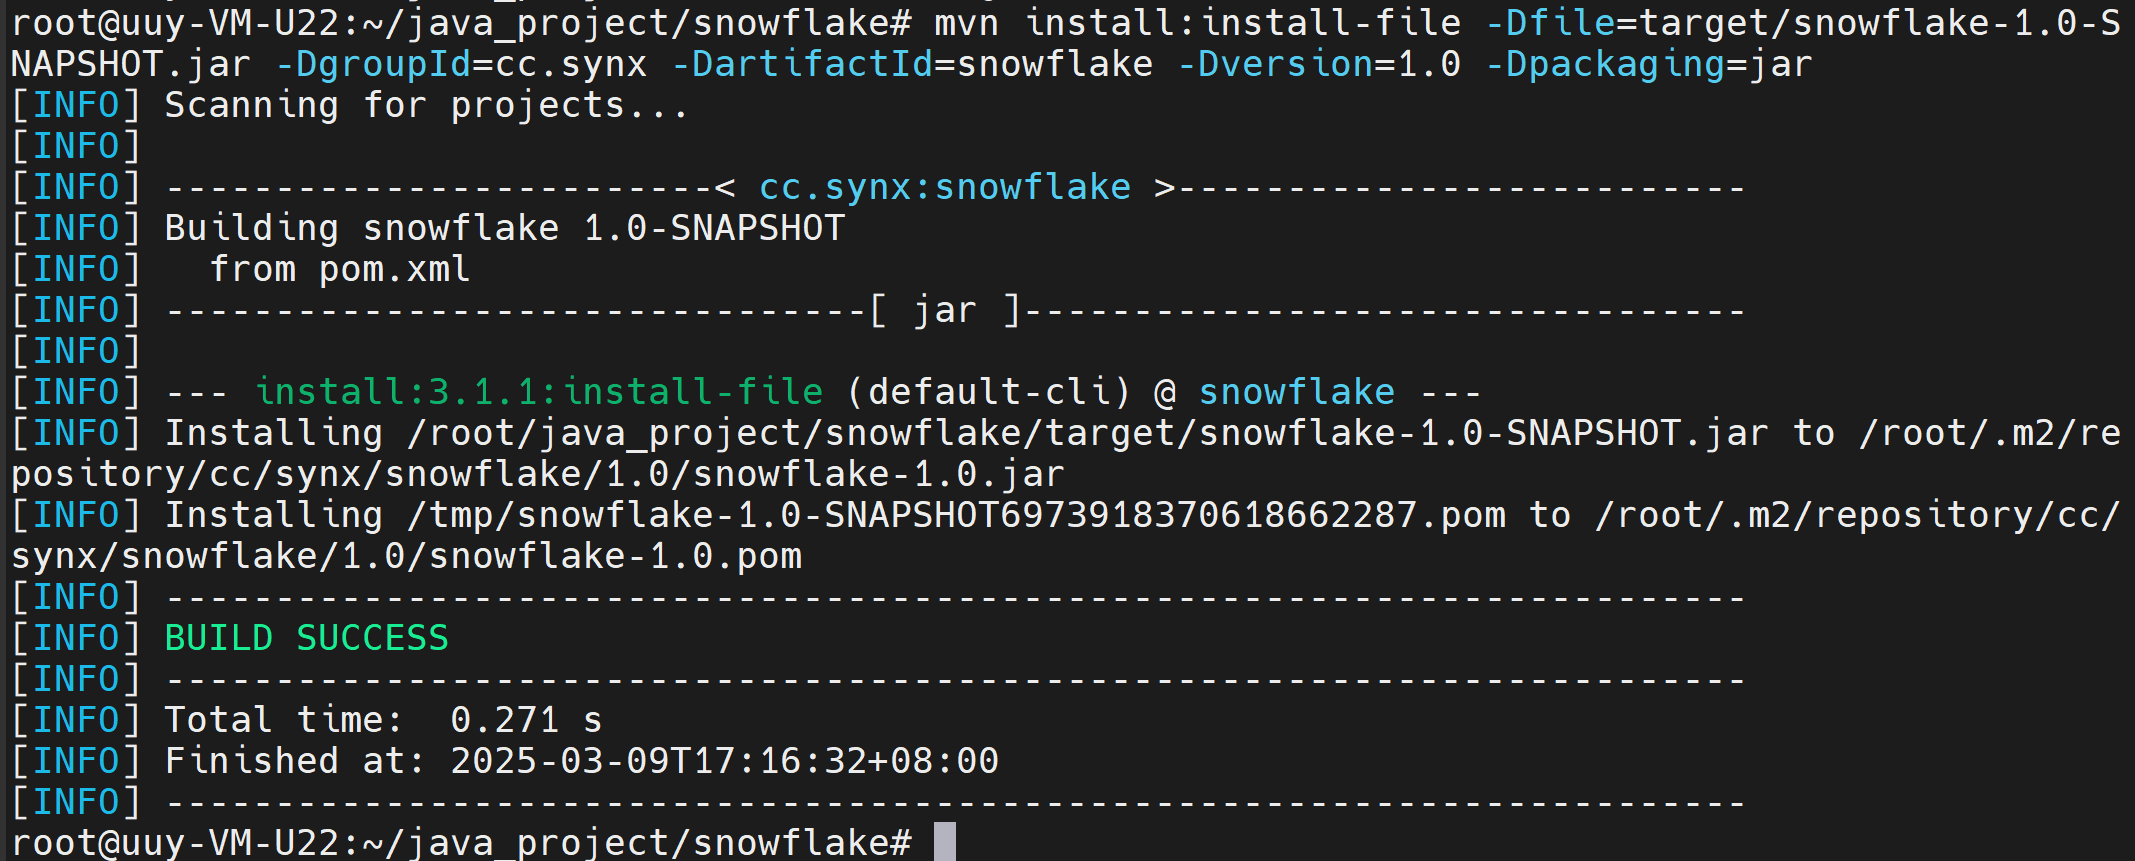 root@uuy-VM-U22:~/java_project/snowflake# mvn install:install-file -Dfile=target/snowflake-1.0-S
NAPSHOT.jar -DgroupId=cc.synx -DartifactId=snowflake -Dversion=1.0 -Dpackaging=jar
[INFO] Scanning for projects...
[INFO]
[INFO] -------------------------< cc.synx:snowflake >--------------------------
[INFO] Building snowflake 1.0-SNAPSHOT
[INFO]   from pom.xml
[INFO] --------------------------------[ jar ]---------------------------------
[INFO]
[INFO] --- install:3.1.1:install-file (default-cli) @ snowflake ---
[INFO] Installing /root/java_project/snowflake/target/snowflake-1.0-SNAPSHOT.jar to /root/.m2/re
pository/cc/synx/snowflake/1.0/snowflake-1.0.jar
[INFO] Installing /tmp/snowflake-1.0-SNAPSHOT6973918370618662287.pom to /root/.m2/repository/cc/
synx/snowflake/1.0/snowflake-1.0.pom
[INFO] ------------------------------------------------------------------------
[INFO] BUILD SUCCESS
[INFO] ------------------------------------------------------------------------
[INFO] Total time:  0.271 s
[INFO] Finished at: 2025-03-09T17:16:32+08:00
[INFO] ------------------------------------------------------------------------
root@uuy-VM-U22:~/java_project/snowflake#